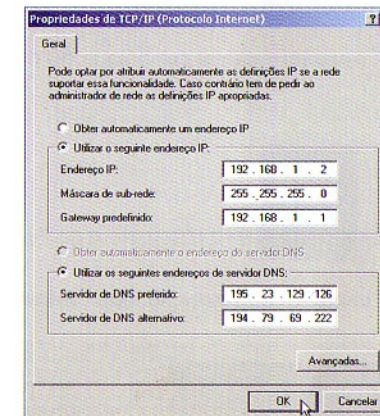 Propriedades de TCP/IP (Protocolo Internet)
?
Geral
Pode optar por atribuir automaticamente as definições IP se a rede
suportar essa funcionalidade. Caso contrário tem de pedir ao
administrador de rede as definições IP apropriadas.
Obter automaticamente um endereço IP
Utilizar o seguinte endereço IP:
Endereço IP: 192 . 168 . 1 . 2
Máscara de sub-rede: 255 . 255 . 255 . 0
Gateway predefinido: 192 . 168 . 1 . 1
Obter automaticamente o endereço do servidor DNS
Utilizar os seguintes endereços de servidor DNS:
Servidor de DNS preferido: 195 . 23 . 129 . 126
Servidor de DNS alternativo: 194 . 79 . 69 . 222
Avançadas...
OK Cancelar